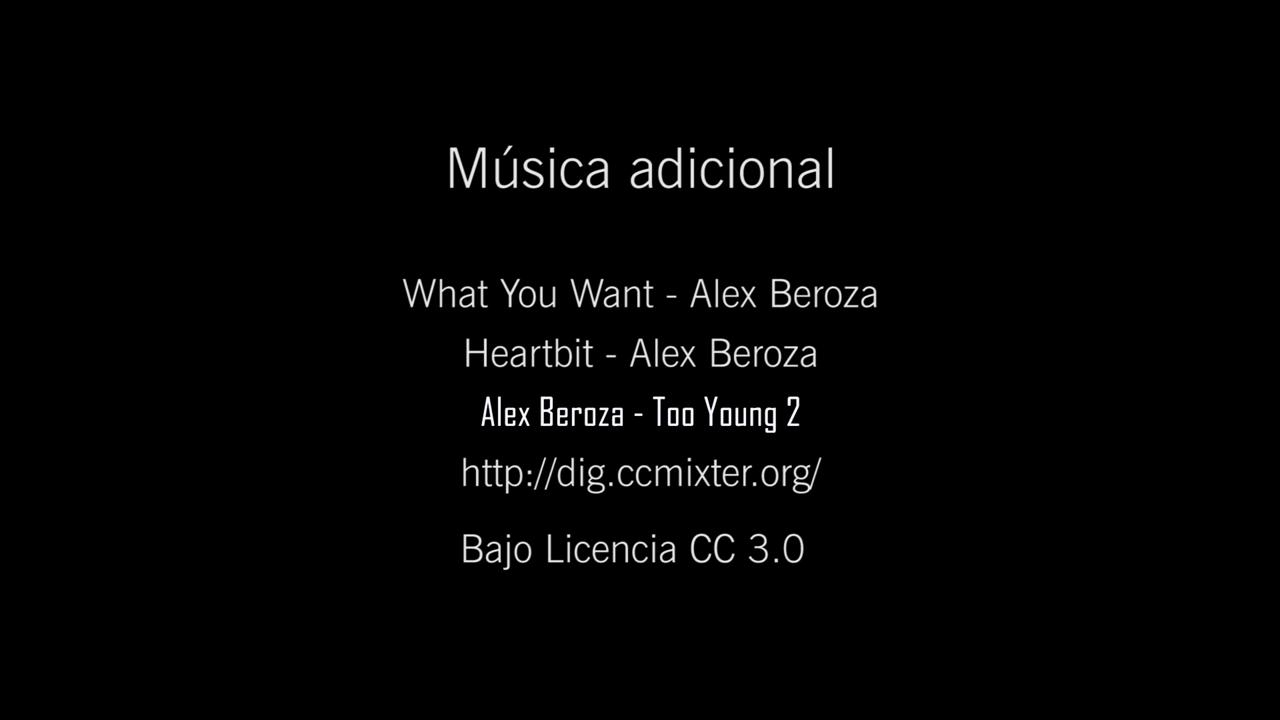 Música adicional
What You Want - Alex Beroza
Heartbit - Alex Beroza
Alex Beroza - Too Young 2
http://dig.ccmixter.org/
Bajo Licencia CC 3.0